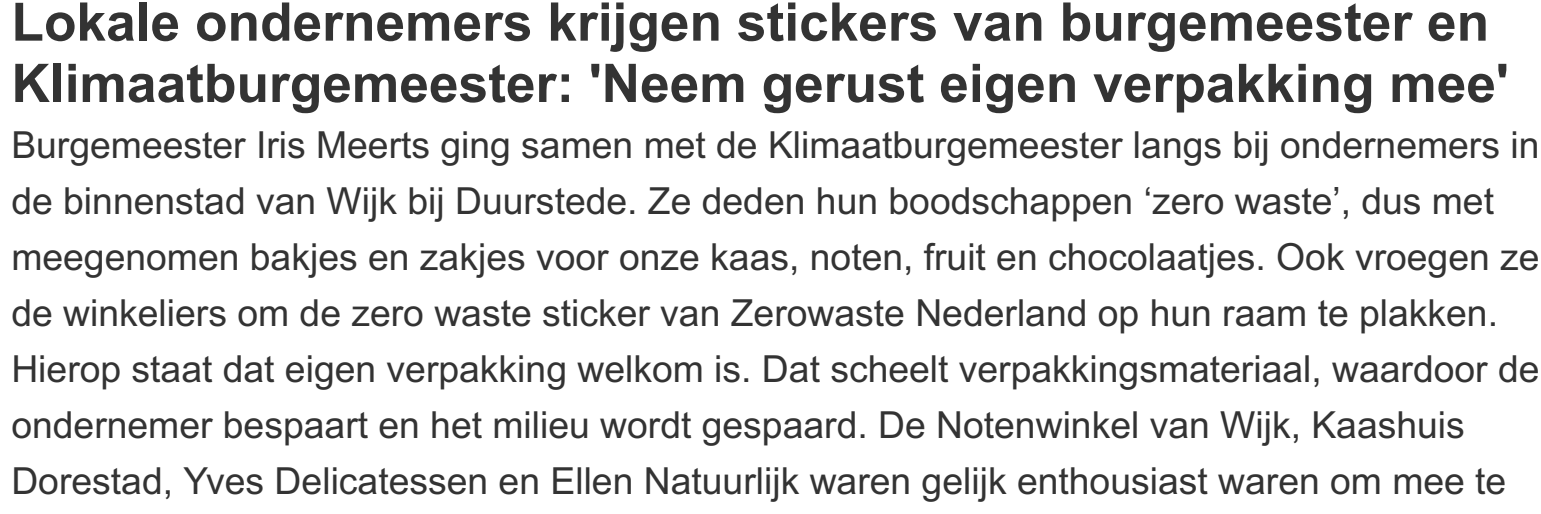 Lokale ondernemers krijgen stickers van burgemeester en
Klimaatburgemeester: 'Neem gerust eigen verpakking mee'
Burgemeester Iris Meerts ging samen met de Klimaatburgemeester langs bij ondernemers in
de binnenstad van Wijk bij Duurstede. Ze deden hun boodschappen ‘zero waste’, dus met
meegenomen bakjes en zakjes voor onze kaas, noten, fruit en chocolaatjes. Ook vroegen ze
de winkeliers om de zero waste sticker van Zerowaste Nederland op hun raam te plakken.
Hierop staat dat eigen verpakking welkom is. Dat scheelt verpakkingsmateriaal, waardoor de
ondernemer bespaart en het milieu wordt gespaard. De Notenwinkel van Wijk, Kaashuis
Dorestad, Yves Delicatessen en Ellen Natuurlijk waren gelijk enthousiast waren om mee te